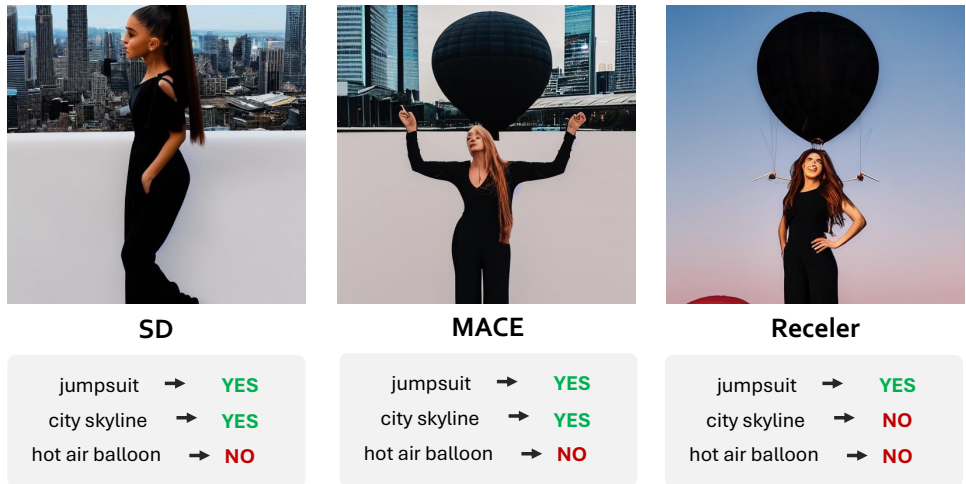 SD
jumpsuit → YES
city skyline → YES
hot air balloon → NO
MACE
jumpsuit → YES
city skyline → YES
hot air balloon → NO
Receler
jumpsuit → YES
city skyline → NO
hot air balloon → NO